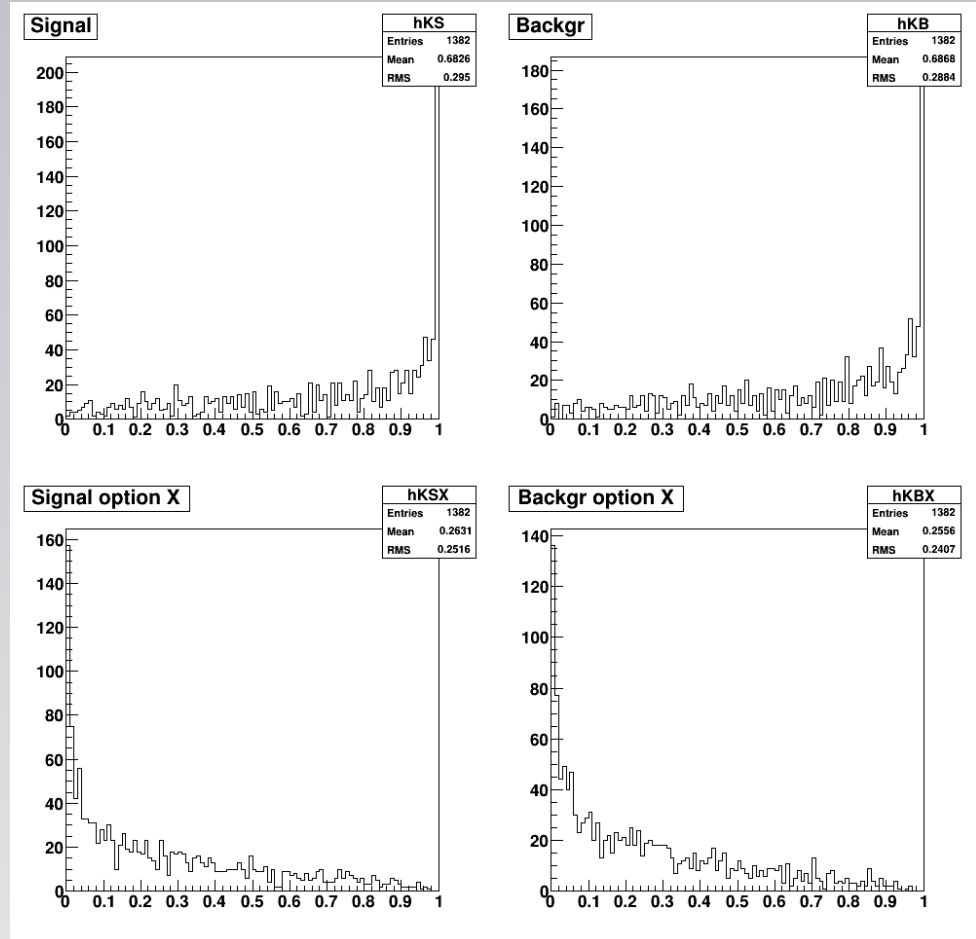 Signal
hKS
Entries 1382
Mean 0.6826
RMS 0.295
200
180
160
140
120
100
80
60
40
20
0
0 0.1 0.2 0.3 0.4 0.5 0.6 0.7 0.8 0.9 1
Backgr
hKB
Entries 1382
Mean 0.6868
RMS 0.2884
180
160
140
120
100
80
60
40
20
0
0 0.1 0.2 0.3 0.4 0.5 0.6 0.7 0.8 0.9 1
Signal option X
hKSX
Entries 1382
Mean 0.2631
RMS 0.2516
160
140
120
100
80
60
40
20
0
0 0.1 0.2 0.3 0.4 0.5 0.6 0.7 0.8 0.9 1
Backgr option X
hKBX
Entries 1382
Mean 0.2556
RMS 0.2407
140
120
100
80
60
40
20
0
0 0.1 0.2 0.3 0.4 0.5 0.6 0.7 0.8 0.9 1